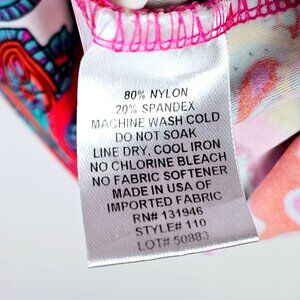 80% NYLON
20% SPANDEX
MACHINE WASH COLD
DO NOT SOAK
LINE DRY, COOL IRON
NO CHLORINE BLEACH
NO FABRIC SOFTENER
MADE IN USA OF
IMPORTED FABRIC
RN# 131946
STYLE# 110
LOT# 50883